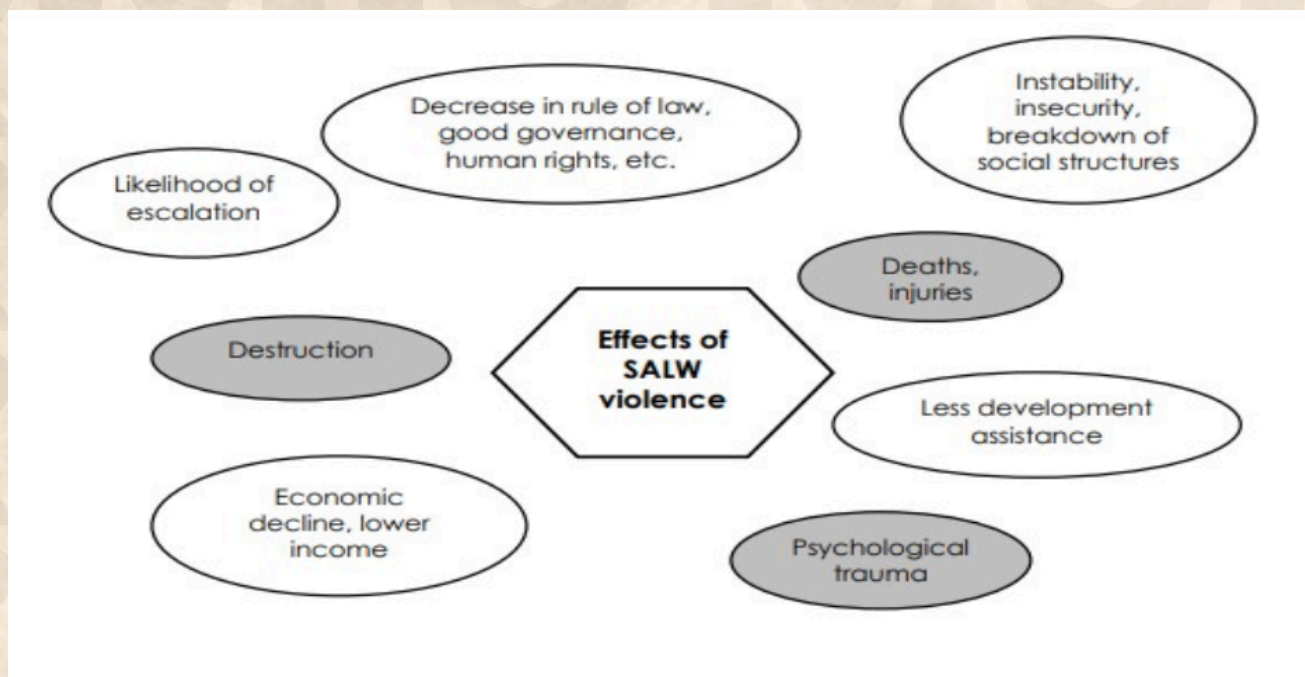 Decrease in rule of law,
good governance,
human rights, etc.
Instability,
insecurity,
breakdown of
social structures
Likelihood of
escalation
Deaths,
injuries
Destruction
Effects of
SALW
violence
Less development
assistance
Economic
decline, lower
income
Psychological
trauma